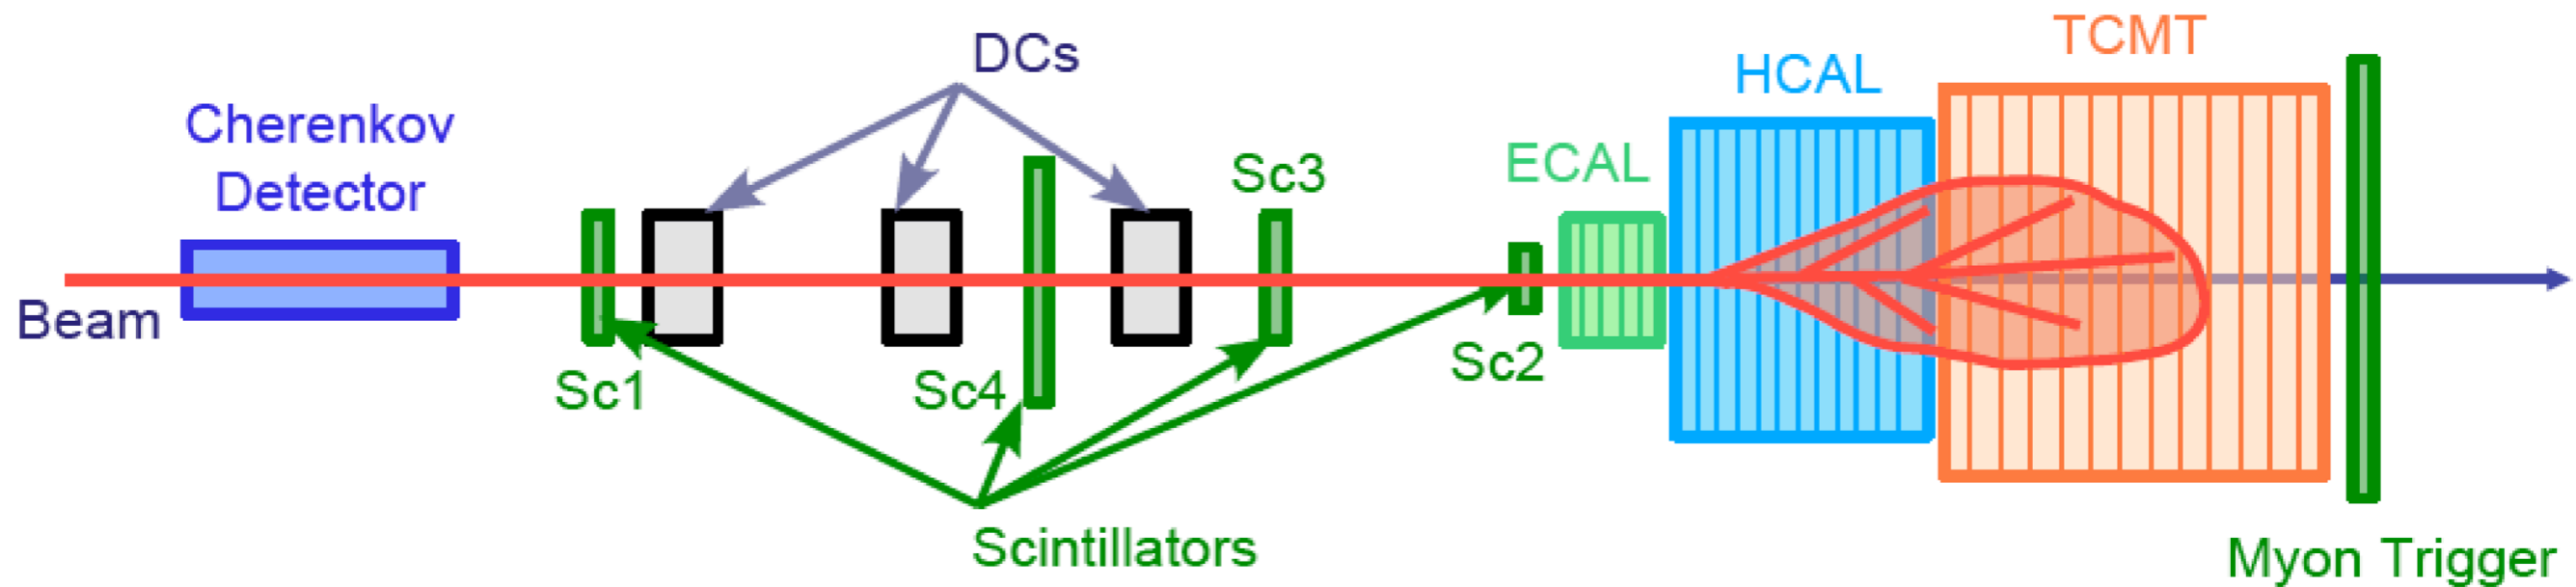 DCs
TCMT
HCAL
Cherenkov
Detector
Sc3
ECAL
Beam
Sc1
Sc4
Sc2
Scintillators
Myon Trigger